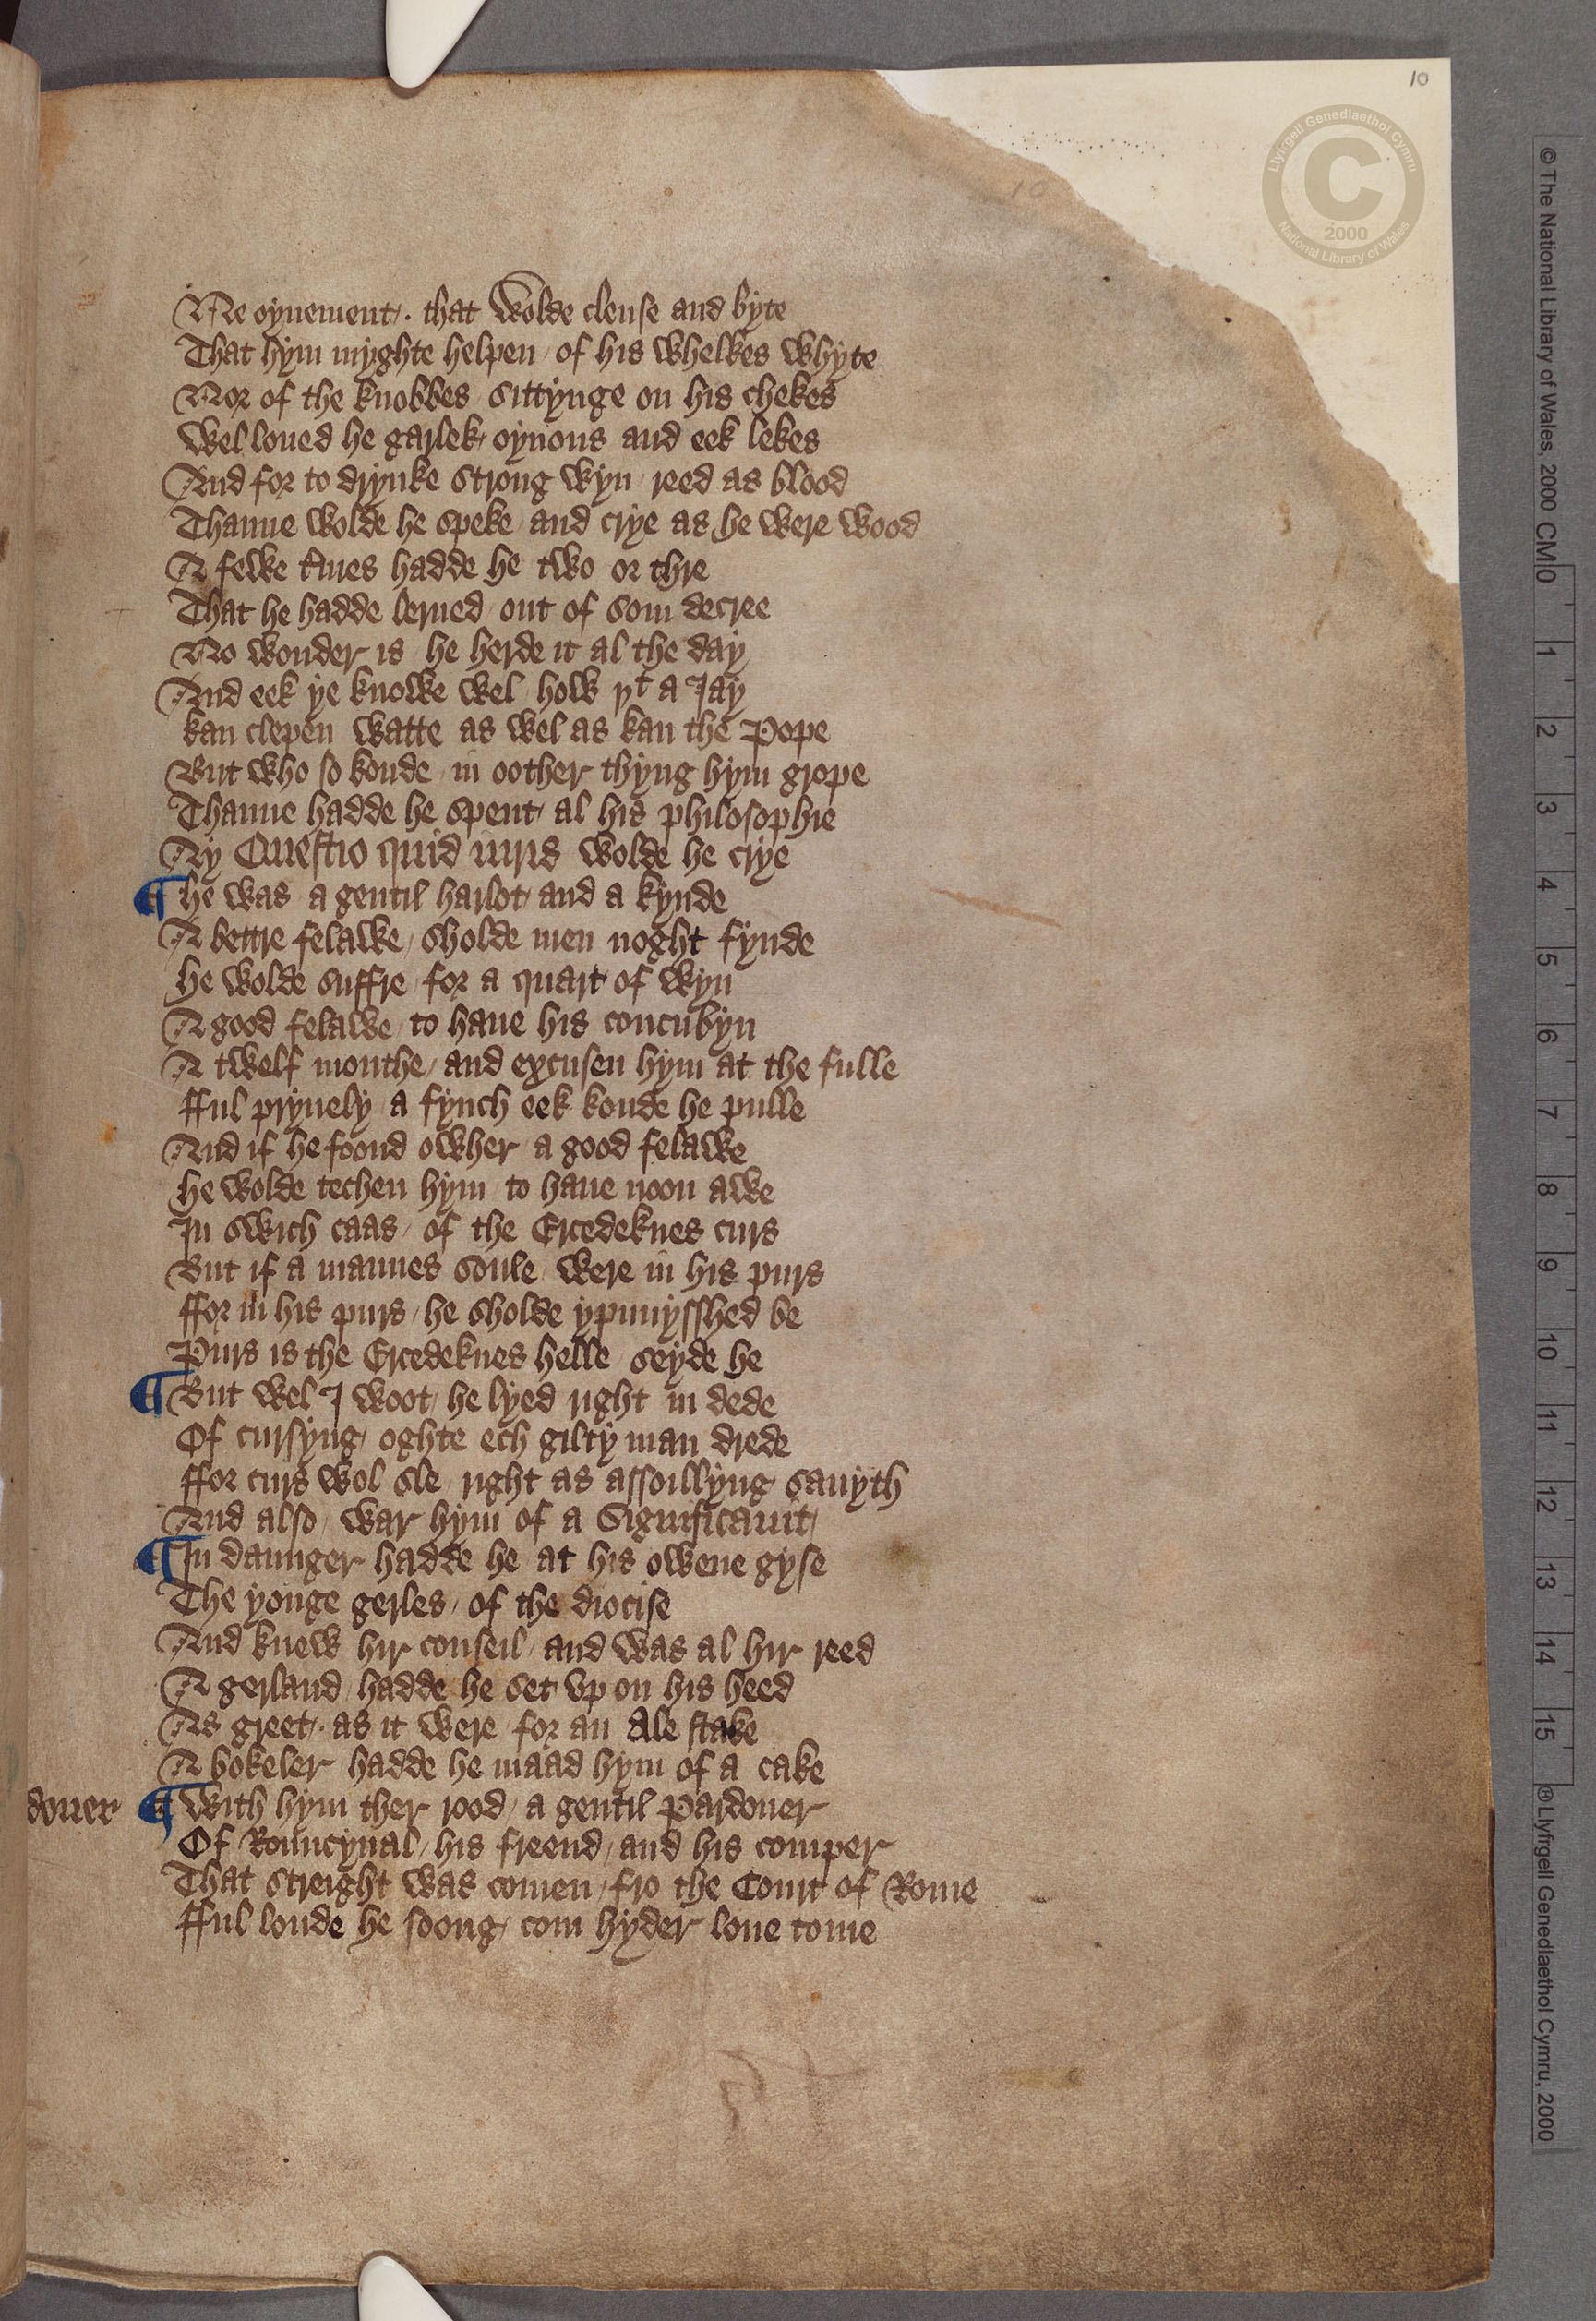 10
Ne oynement / . that wolde clense and byte
That hym myghte helpen / of his whelkes whyte
Nor of the knobbes / sittynge on his chekes
Wel loued he garlek / oynons and eek lekes
And for to drynke strong wyn / reed as blood
Thanne wolde he speke / and crye as he were wood
A fewe termes hadde he / two or thre
That he hadde lerned / out of som decree
No wonder is / he herde it al the day
And eek ye knowe wel / how þt a Jay
kan clepen watte / as wel as kan the Pope
But who so koude / in oother thyng hym grope
Thanne hadde he spent / al his philosophie
Ay Questio quid iuris wolde he crye
¶ he was a gentil harlot / and a kynde
A bettre felawe / sholde men noght fynde
He wolde suffre / for a quart of wyn
A good felawe / to haue his concubyn
A twelf monthe / and excusen hym at the fulle
fful pryuely / a fynch eek koude he pulle
And if he foond owher / a good felawe
He wolde techen hym / to haue noon awe
In swich caas / of the Ercedeknes curs
But if a mannes soule / were in his purs
ffor in his purs / he sholde ypunysshed be
Purs is the Ercedeknes helle / seyde he
¶ But wel I woot / he lyed right in dede
Of cursyng / oghte ech gilty man drede
ffor curs wol sle / right as assoillyng sauyth
And also / war hym of a Significauit /
¶ In daunger hadde he / at his owene gyse
The yonge gerles / of the diocise
And knew hir conseil / and was al hir reed
A gerland / hadde he set vp on his heed
As greet / . as it were / for an Ale stake
A bokeler / hadde he maad hym of a cake
douer ¶ With hym ther rood / a gentil Pardoner
Of Rouncyual / his freend / and his comper
That streight was comen / fro the Court of Rome
fful loude he soong / com hyder loue tome
Llyfrgell Genedlaethol Cymru
C
2000
National Library of Wales
© The National Library of Wales, 2000 CM 0 1 2 3 4 5 6 7 8 9 10 11 12 13 14 15 ® Llyfrgell Genedlaethol Cymru, 2000